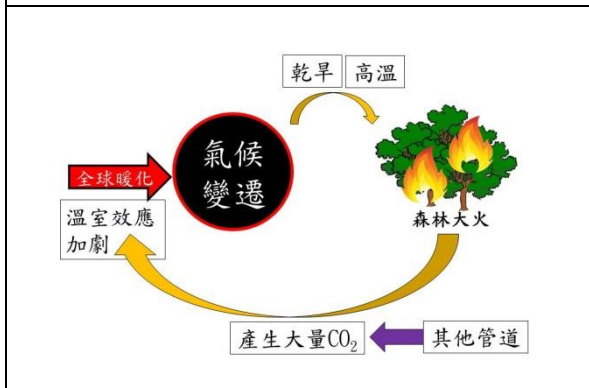 乾旱 高溫
氣候
變遷
全球暖化
溫室效應
加劇
森林大火
產生大量CO₂
其他管道